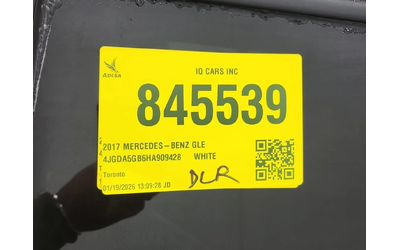 ADESA
IQ CARS INC
845539
2017 MERCEDES-BENZ GLE
4JGDA5GB6HA909428 WHITE
DLR
Toronto
01/19/2026 13:09:28 JD